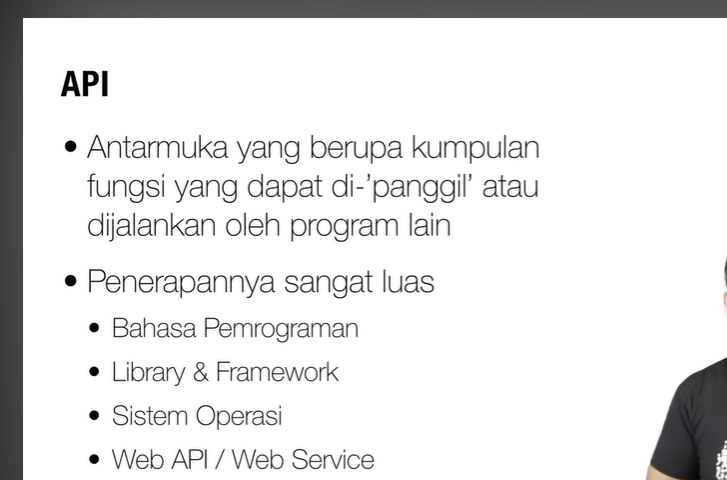 API
• Antarmuka yang berupa kumpulan
fungsi yang dapat di-'panggil' atau
dijalankan oleh program lain
• Penerapannya sangat luas
• Bahasa Pemrograman
• Library & Framework
• Sistem Operasi
• Web API / Web Service